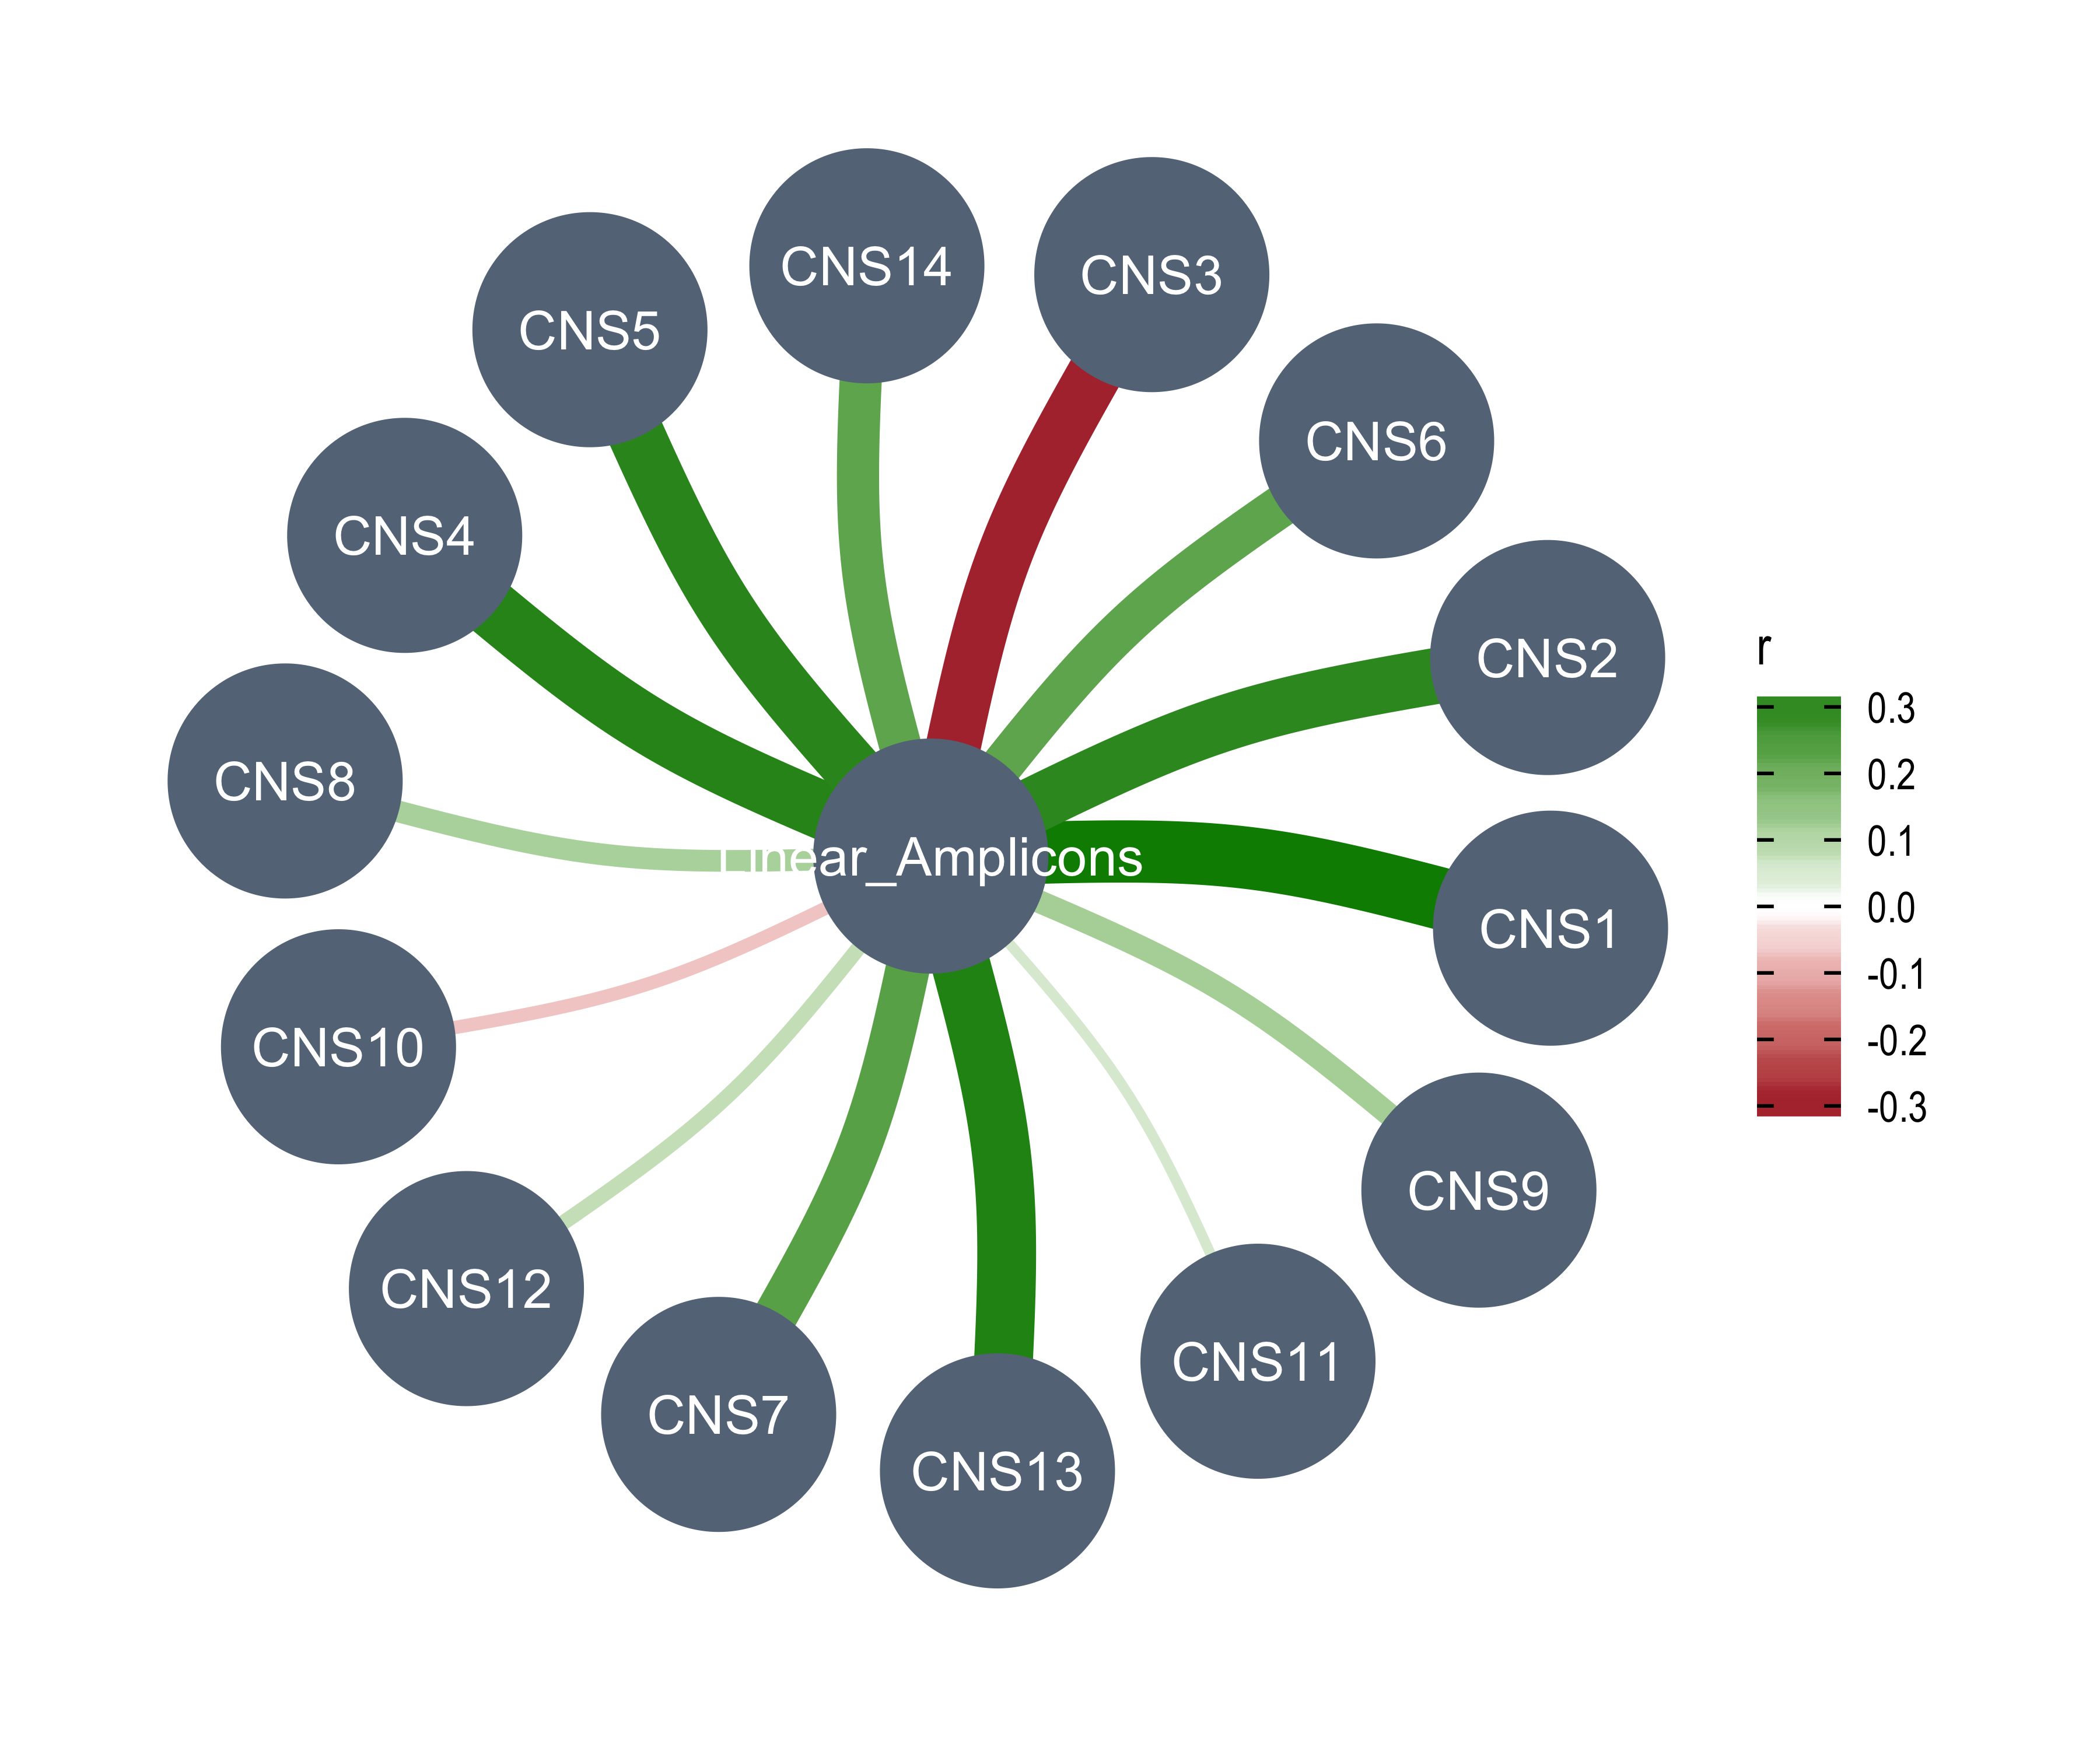 CNS14
CNS3
CNS5
CNS6
CNS4
CNS2
r
0.3
0.2
0.1
0.0
-0.1
-0.2
-0.3
CNS8
Linear_Amplicons
CNS1
CNS10
CNS9
CNS12
CNS11
CNS7
CNS13